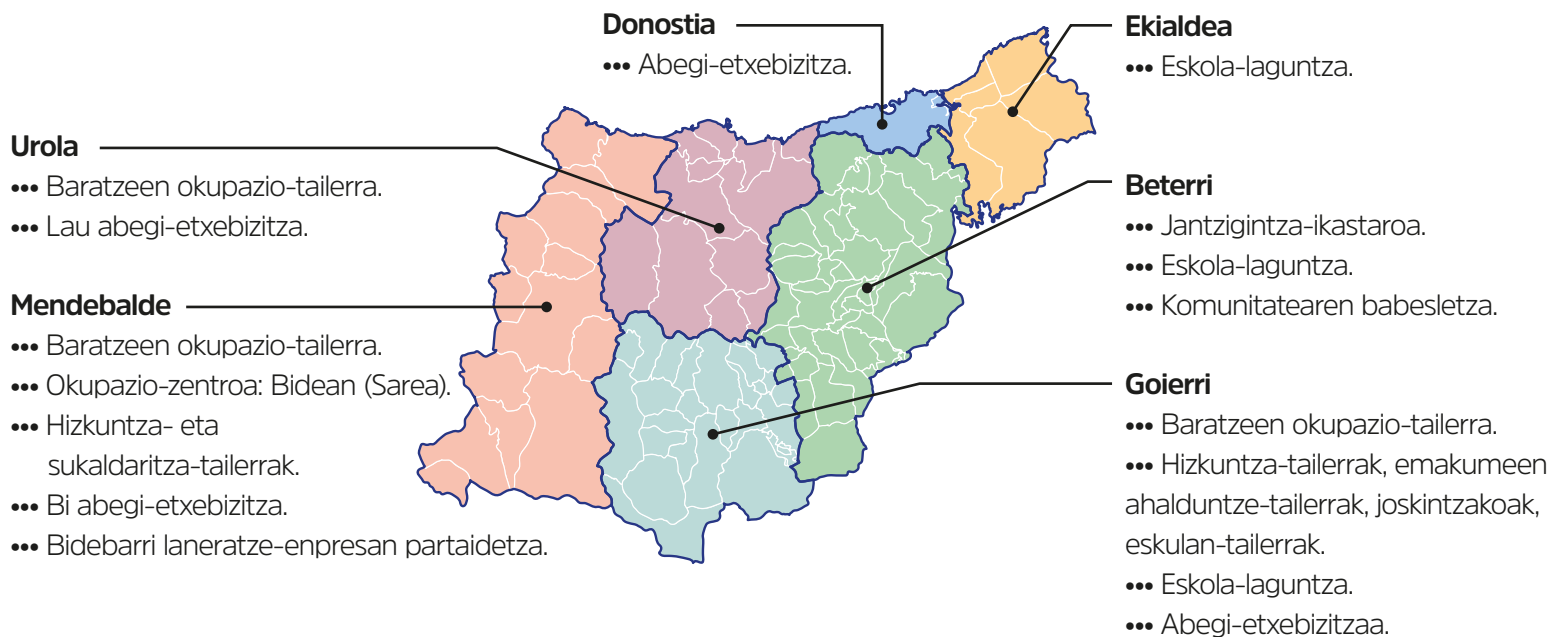 Donostia
••• Abegi-etxebizitza.
Ekialdea
••• Eskola-laguntza.
Urola
••• Baratzeen okupazio-tailerra.
••• Lau abegi-etxebizitza.
Beterri
••• Jantzigintza-ikastaroa.
••• Eskola-laguntza.
••• Komunitatearen babesletza.
Mendebalde
••• Baratzeen okupazio-tailerra.
••• Okupazio-zentroa: Bidean (Sarea).
••• Hizkuntza- eta
sukaldaritza-tailerrak.
••• Bi abegi-etxebizitza.
••• Bidebarri laneratze-enpresan partaidetza.
Goierri
••• Baratzeen okupazio-tailerra.
••• Hizkuntza-tailerrak, emakumeen
ahalduntze-tailerrak, joskintzakoak,
eskulan-tailerrak.
••• Eskola-laguntza.
••• Abegi-etxebizitzaa.